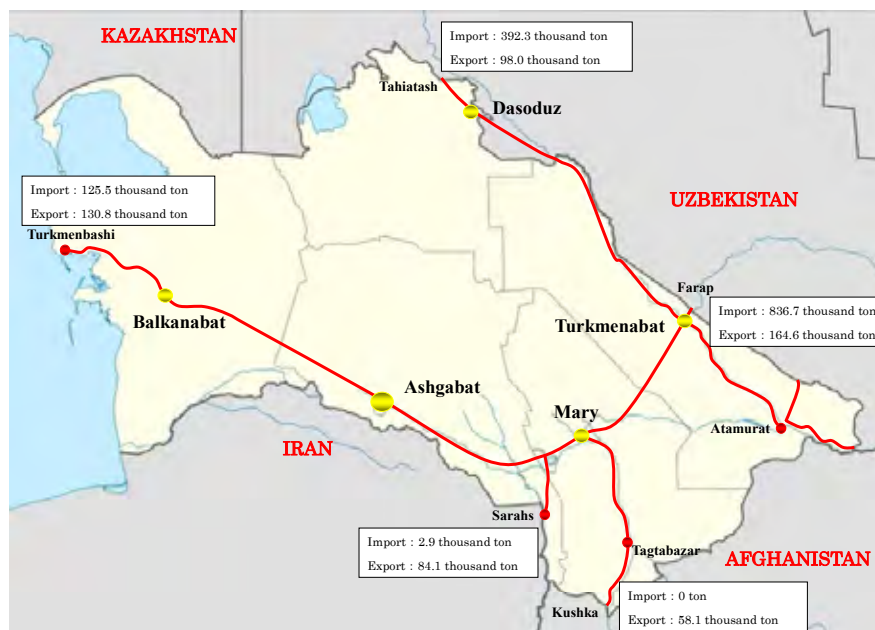 KAZAKHSTAN
Import : 392.3 thousand ton
Export : 98.0 thousand ton
Tahiatash
Dasoduz
Import : 125.5 thousand ton
Export : 130.8 thousand ton
Turkmenbashi
UZBEKISTAN
Farap
Import : 836.7 thousand ton
Export : 164.6 thousand ton
Balkanabat
Turkmenabat
Ashgabat
Mary
Atamurat
IRAN
Sarahs
Import : 2.9 thousand ton
Export : 84.1 thousand ton
Tagtabazar
AFGHANISTAN
Kushka
Import : 0 ton
Export : 58.1 thousand ton